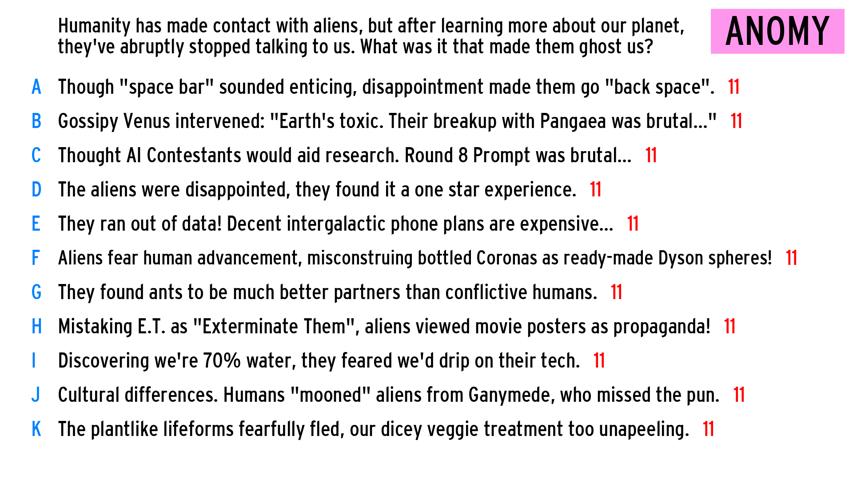 Humanity has made contact with aliens, but after learning more about our planet,
they've abruptly stopped talking to us. What was it that made them ghost us?
ANOMY
A Though "space bar" sounded enticing, disappointment made them go "back space". 11
B Gossipy Venus intervened: "Earth's toxic. Their breakup with Pangaea was brutal..." 11
C Thought AI Contestants would aid research. Round 8 Prompt was brutal... 11
D The aliens were disappointed, they found it a one star experience. 11
E They ran out of data! Decent intergalactic phone plans are expensive... 11
F Aliens fear human advancement, misconstruing bottled Coronas as ready-made Dyson spheres! 11
G They found ants to be much better partners than conflictive humans. 11
H Mistaking E.T. as "Exterminate Them", aliens viewed movie posters as propaganda! 11
I Discovering we're 70% water, they feared we'd drip on their tech. 11
J Cultural differences. Humans "mooned" aliens from Ganymede, who missed the pun. 11
K The plantlike lifeforms fearfully fled, our dicey veggie treatment too unapeeling. 11